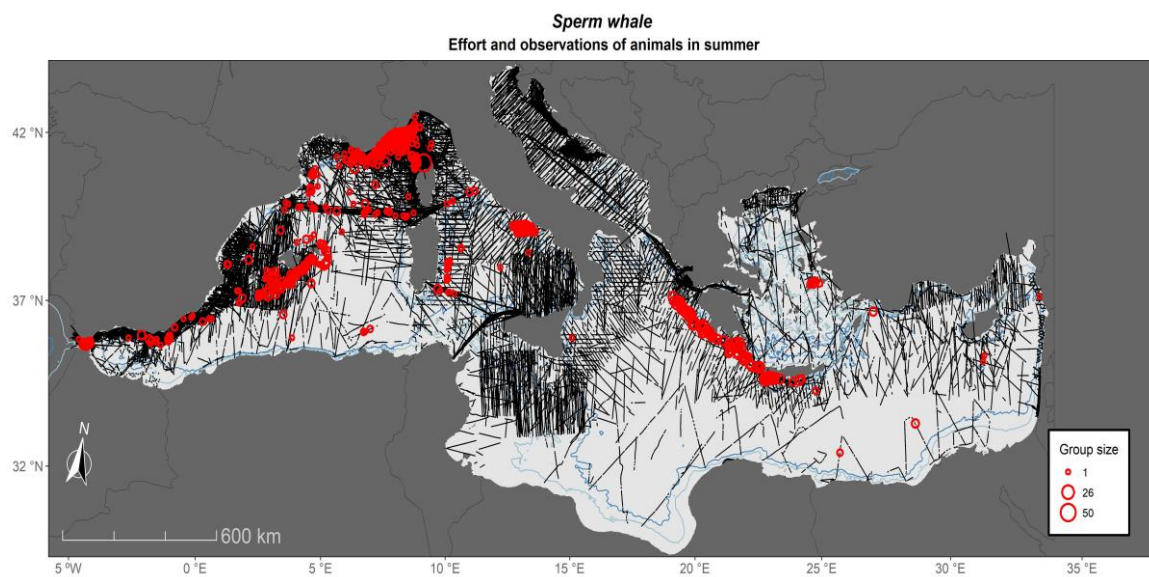 Sperm whale
Effort and observations of animals in summer
42 °N
37 °N
32 °N
N
600 km
Group size
1
26
50
5 °W
0 °E
5 °E
10 °E
15 °E
20 °E
25 °E
30 °E
35 °E